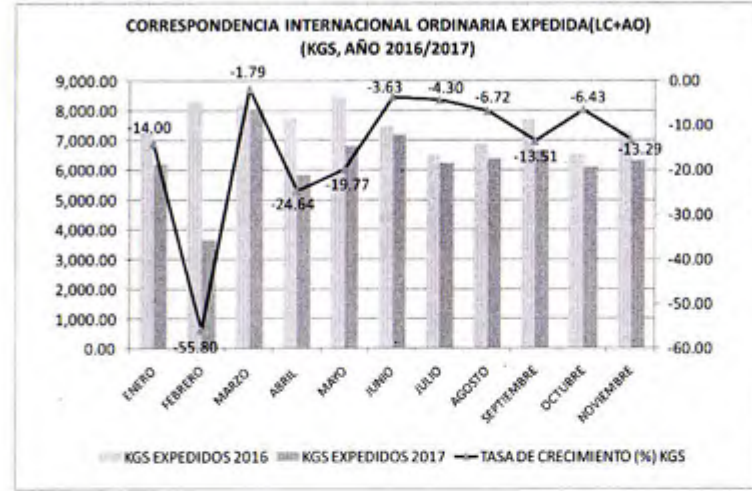 CORRESPONDENCIA INTERNACIONAL ORDINARIA EXPEDIDA(LC+AO)
(KGS, AÑO 2016/2017)
9,000.00
8,000.00
7,000.00
6,000.00
5,000.00
4,000.00
3,000.00
2,000.00
1,000.00
0.00
-14.00
-55.80
-1.79
-24.64
-19.77
-3.63
-4.30
-6.72
-13.51
-6.43
-13.29
0.00
-10.00
-20.00
-30.00
-40.00
-50.00
-60.00
ENERO
FEBRERO
MARZO
ABRIL
MAYO
JUNIO
JULIO
AGOSTO
SEPTIEMBRE
OCTUBRE
NOVIEMBRE
KGS EXPEDIDOS 2016
KGS EXPEDIDOS 2017
TASA DE CRECIMIENTO (%) KGS